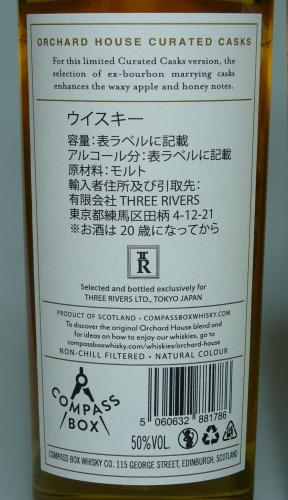 ORCHARD HOUSE CURATED CASKS
For this limited Curated Casks version, the
selection of ex-bourbon marrying casks
enhances the waxy apple and honey notes.
ウイスキー
容量：表ラベルに記載
アルコール分：表ラベルに記載
原材料：モルト
輸入者住所及び引取先：
有限会社 THREE RIVERS
東京都練馬区田柄 4-12-21
※お酒は 20 歳になってから
TR
Selected and bottled exclusively for
THREE RIVERS LTD., TOKYO JAPAN
PRODUCT OF SCOTLAND • COMPASSBOXWHISKY.COM
To discover the original Orchard House blend and
for ideas on how to enjoy our whiskies, go to
compassboxwhisky.com/whiskies/orchard-house
NON-CHILL FILTERED • NATURAL COLOUR
COMPASS
BOX
5 060632 881786
50%VOL.
COMPASS BOX WHISKY CO. 115 GEORGE STREET, EDINBURGH, SCOTLAND